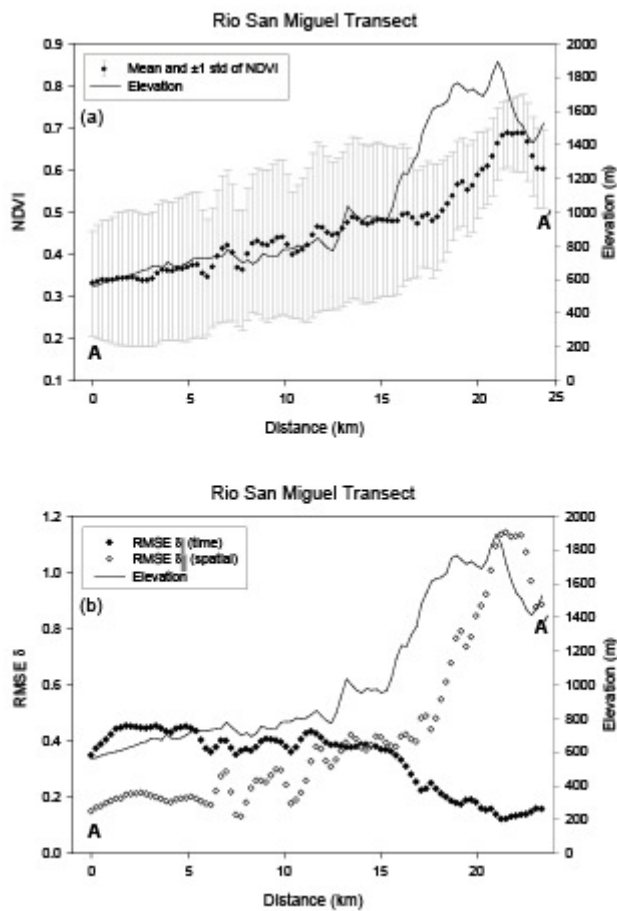 Rio San Miguel Transect
Mean and ±1 std of NDVI
Elevation
(a)
NDVI
0.9
0.8
0.7
0.6
0.5
0.4
0.3
0.2
0.1
2000
1800
1600
1400
1200
1000
800
600
400
200
0
Elevation (m)
A
A'
0
5
10
15
20
25
Distance (km)
Rio San Miguel Transect
RMSE δ (time)
RMSE δ (spatial)
Elevation
(b)
RMSE δ
1.2
1.0
0.8
0.6
0.4
0.2
0.0
2000
1800
1600
1400
1200
1000
800
600
400
200
0
Elevation (m)
A
A'
0
5
10
15
20
25
Distance (km)